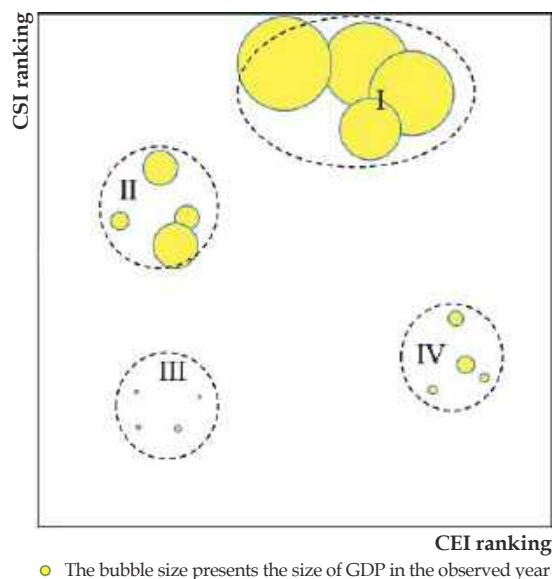 CSI ranking
I
II
IV
III
CEI ranking
The bubble size presents the size of GDP in the observed year